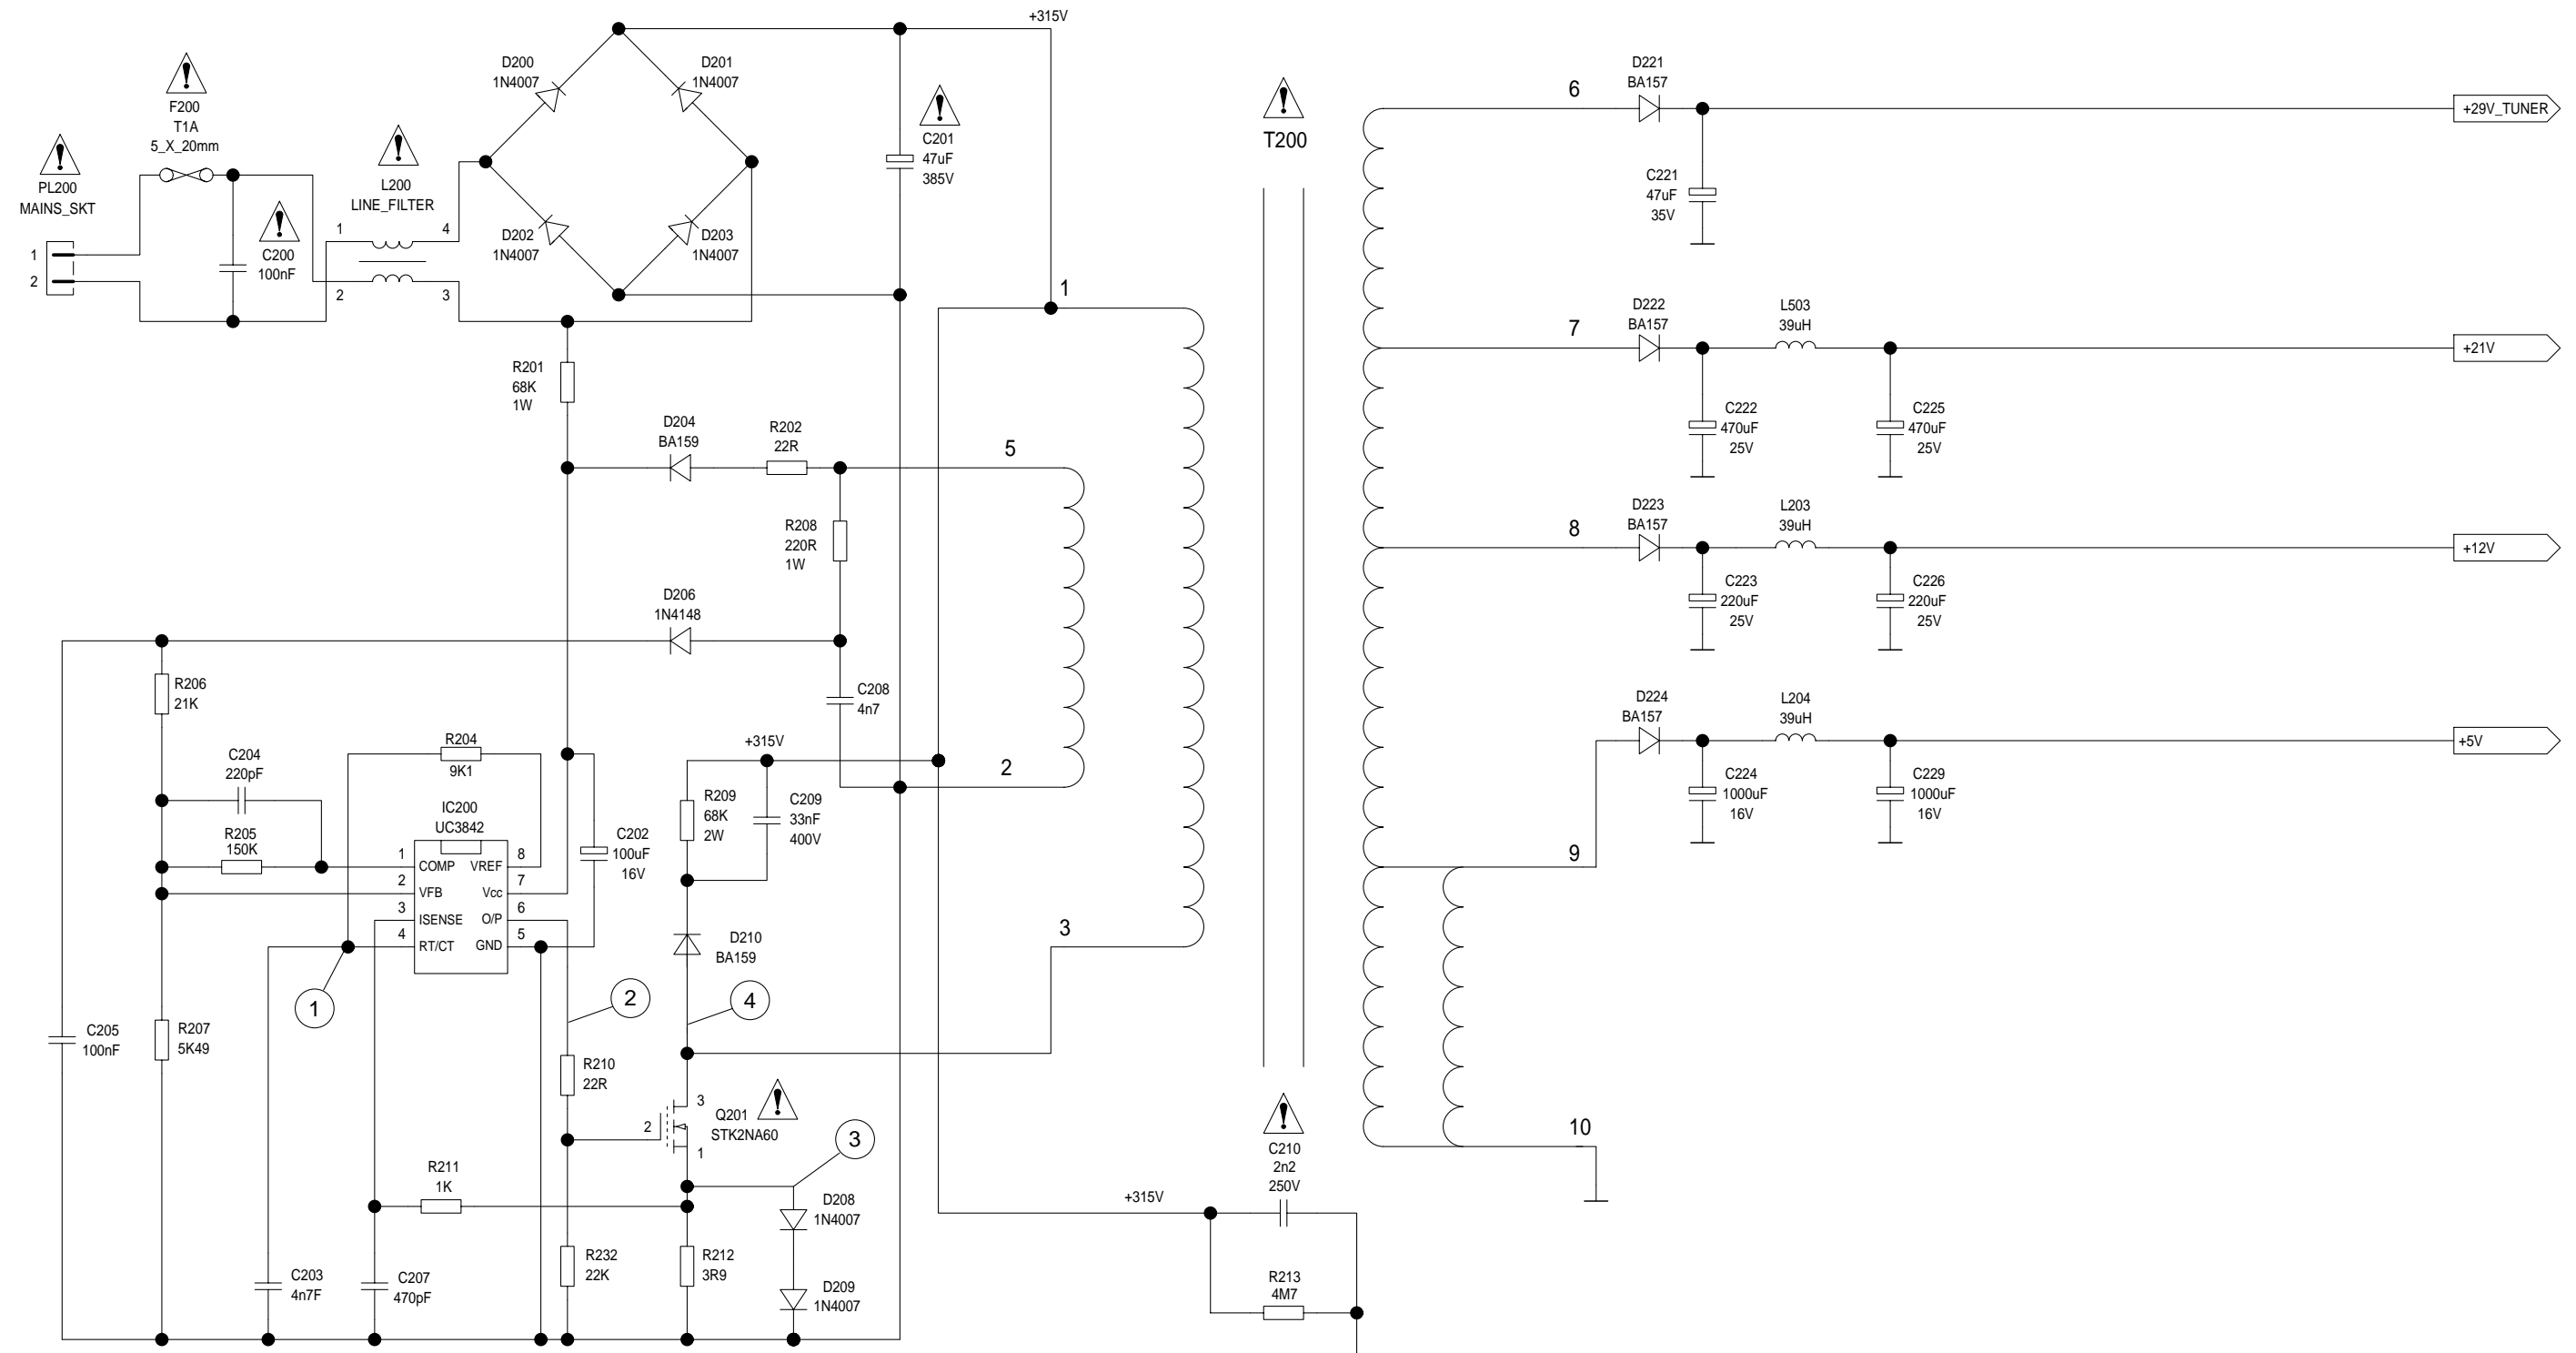 +315V
F200
T1A
5_X_20mm
PL200
MAINS_SKT
1
2
C200
100nF
L200
LINE_FILTER
1
4
2
3
D200
1N4007
D201
1N4007
D202
1N4007
D203
1N4007
C201
47uF
385V
T200
1
R201
68K
1W
D204
BA159
R202
22R
5
R208
220R
1W
D206
1N4148
C208
4n7
2
3
R206
21K
C204
220pF
R205
150K
R204
9K1
IC200
UC3842
1
COMP
VREF
8
2
VFB
Vcc
7
3
ISENSE
O/P
6
4
RT/CT
GND
5
C202
100uF
16V
+315V
R209
68K
2W
C209
33nF
400V
D210
BA159
1
2
4
C205
100nF
R207
5K49
R210
22R
3
Q201
STK2NA60
2
1
3
R211
1K
D208
1N4007
C203
4n7F
C207
470pF
R232
22K
R212
3R9
D209
1N4007
+315V
C210
2n2
250V
R213
4M7
6
D221
BA157
+29V_TUNER
C221
47uF
35V
7
D222
BA157
L503
39uH
+21V
C222
470uF
25V
C225
470uF
25V
8
D223
BA157
L203
39uH
+12V
C223
220uF
25V
C226
220uF
25V
D224
BA157
L204
39uH
+5V
C224
1000uF
16V
C229
1000uF
16V
9
10